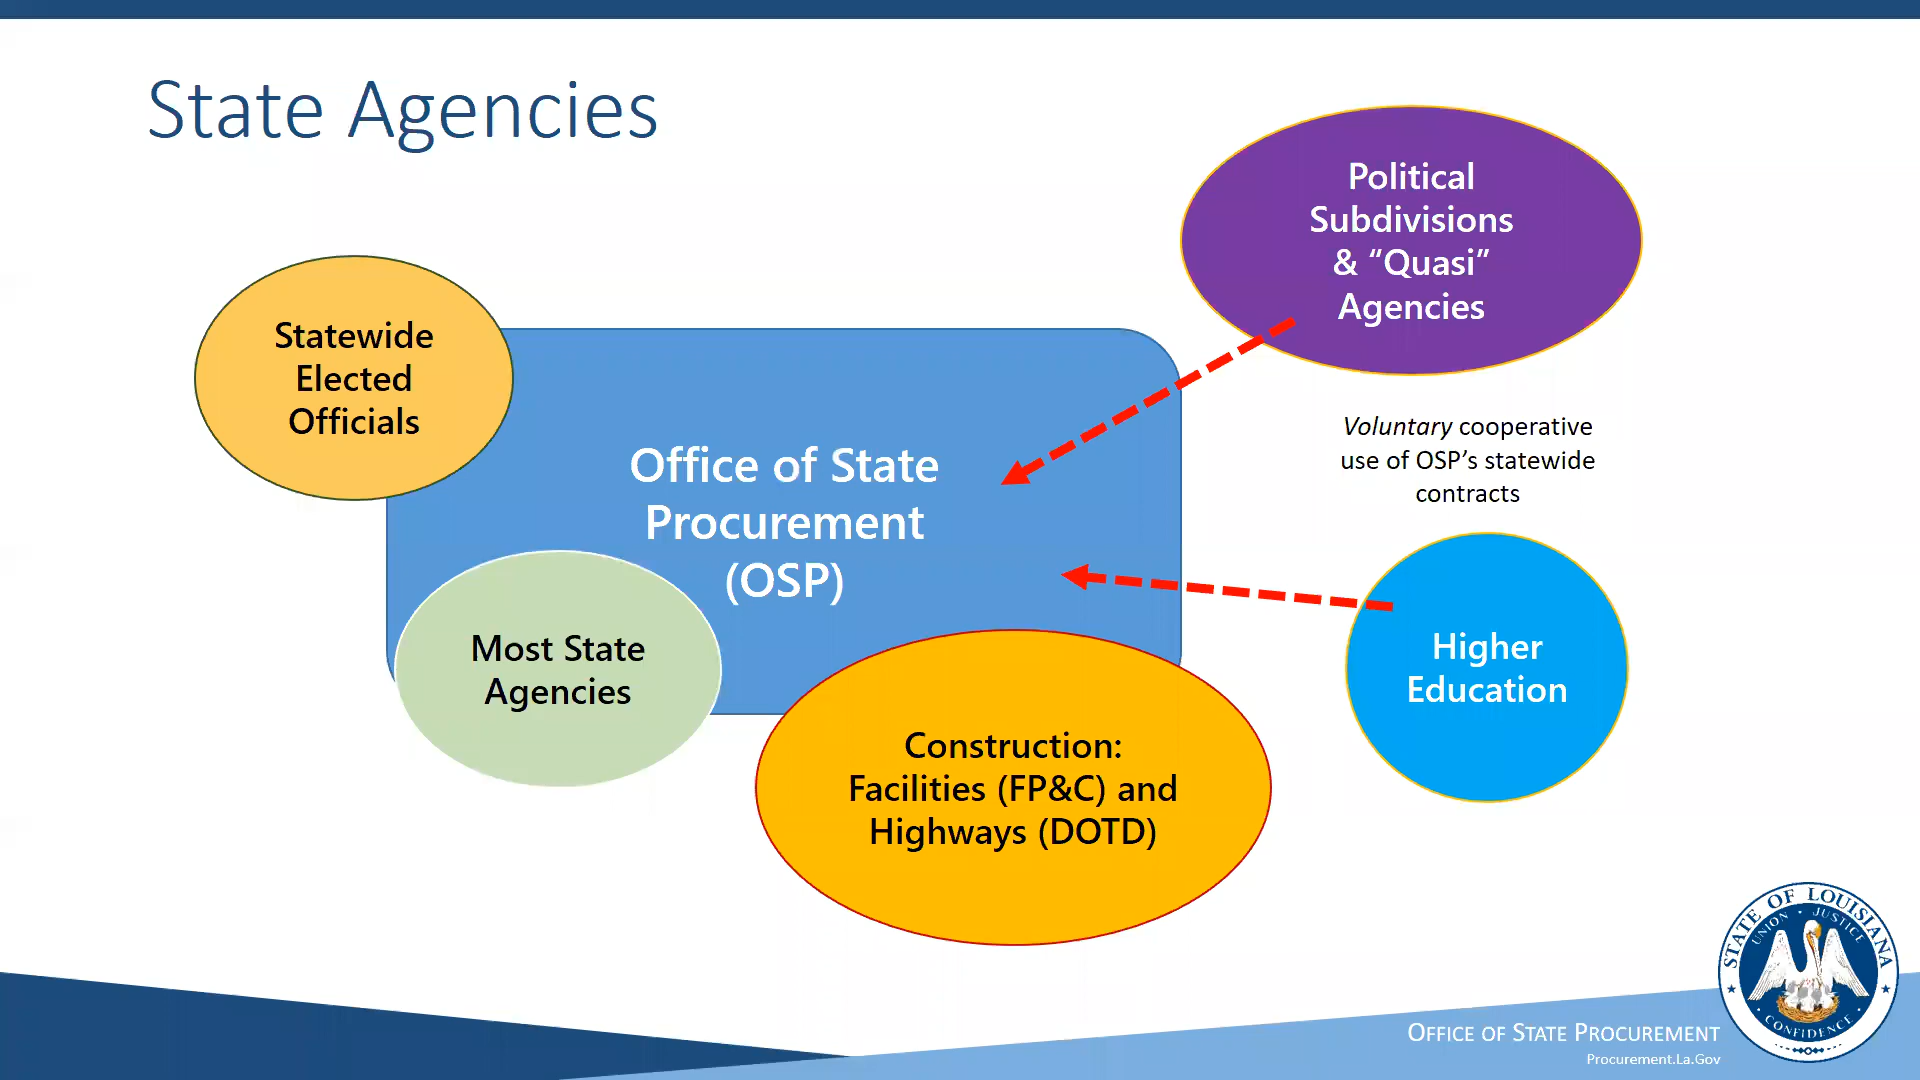 State Agencies
Political
Subdivisions
& “Quasi”
Agencies
Statewide
Elected
Officials
Office of State
Procurement
(OSP)
Voluntary cooperative
use of OSP’s statewide
contracts
Most State
Agencies
Higher
Education
Construction:
Facilities (FP&C) and
Highways (DOTD)
STATE OF LOUISIANA
UNION · JUSTICE
CONFIDENCE
OFFICE OF STATE PROCUREMENT
Procurement.La.Gov